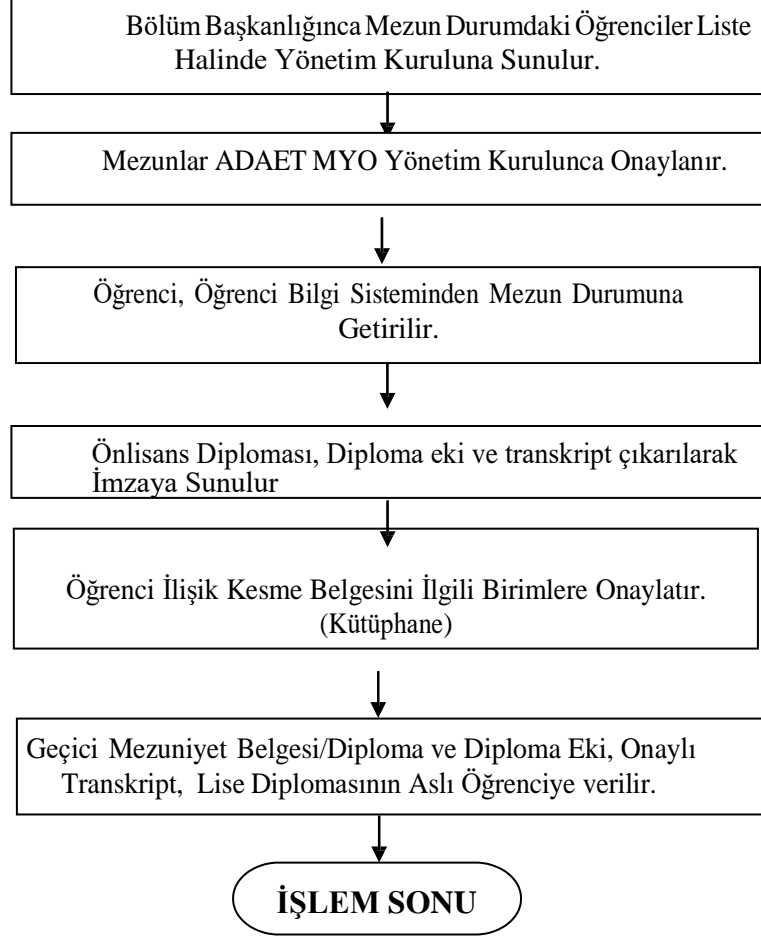 Bölüm Başkanlığınca Mezun Durumdaki Öğrenciler Liste
Halinde Yönetim Kuruluna Sunulur.
Mezunlar ADAET MYO Yönetim Kurulunca Onaylanır.
Öğrenci, Öğrenci Bilgi Sisteminden Mezun Durumuna
Getirilir.
Önlisans Diploması, Diploma eki ve transkript çıkarılarak
İmzaya Sunulur
Öğrenci İlişik Kesme Belgesini İlgili Birimlere Onaylatır.
(Kütüphane)
Geçici Mezuniyet Belgesi/Diploma ve Diploma Eki, Onaylı
Transkript, Lise Diplomasının Aslı Öğrenciye verilir.
İŞLEM SONU